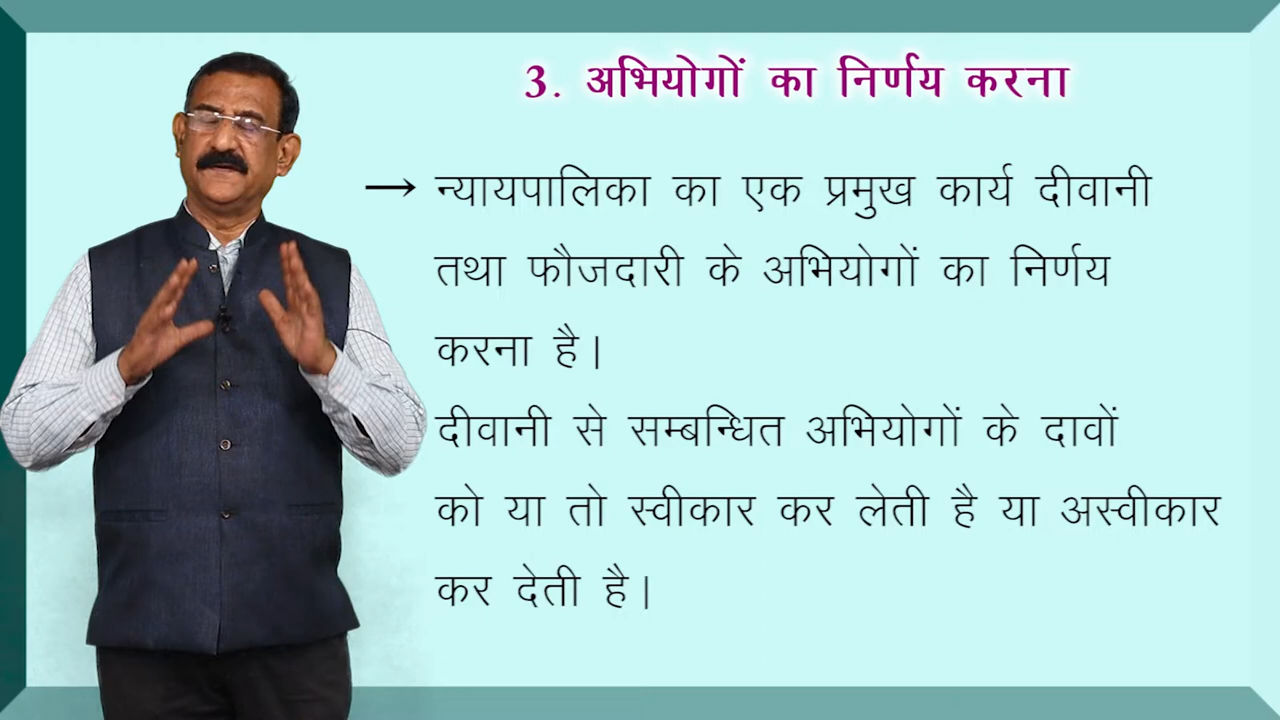 3. अभियोगों का निर्णय करना
→ न्यायपालिका का एक प्रमुख कार्य दीवानी
तथा फौजदारी के अभियोगों का निर्णय
करना है।
दीवानी से सम्बन्धित अभियोगों के दावों
को या तो स्वीकार कर लेती है या अस्वीकार
कर देती है।